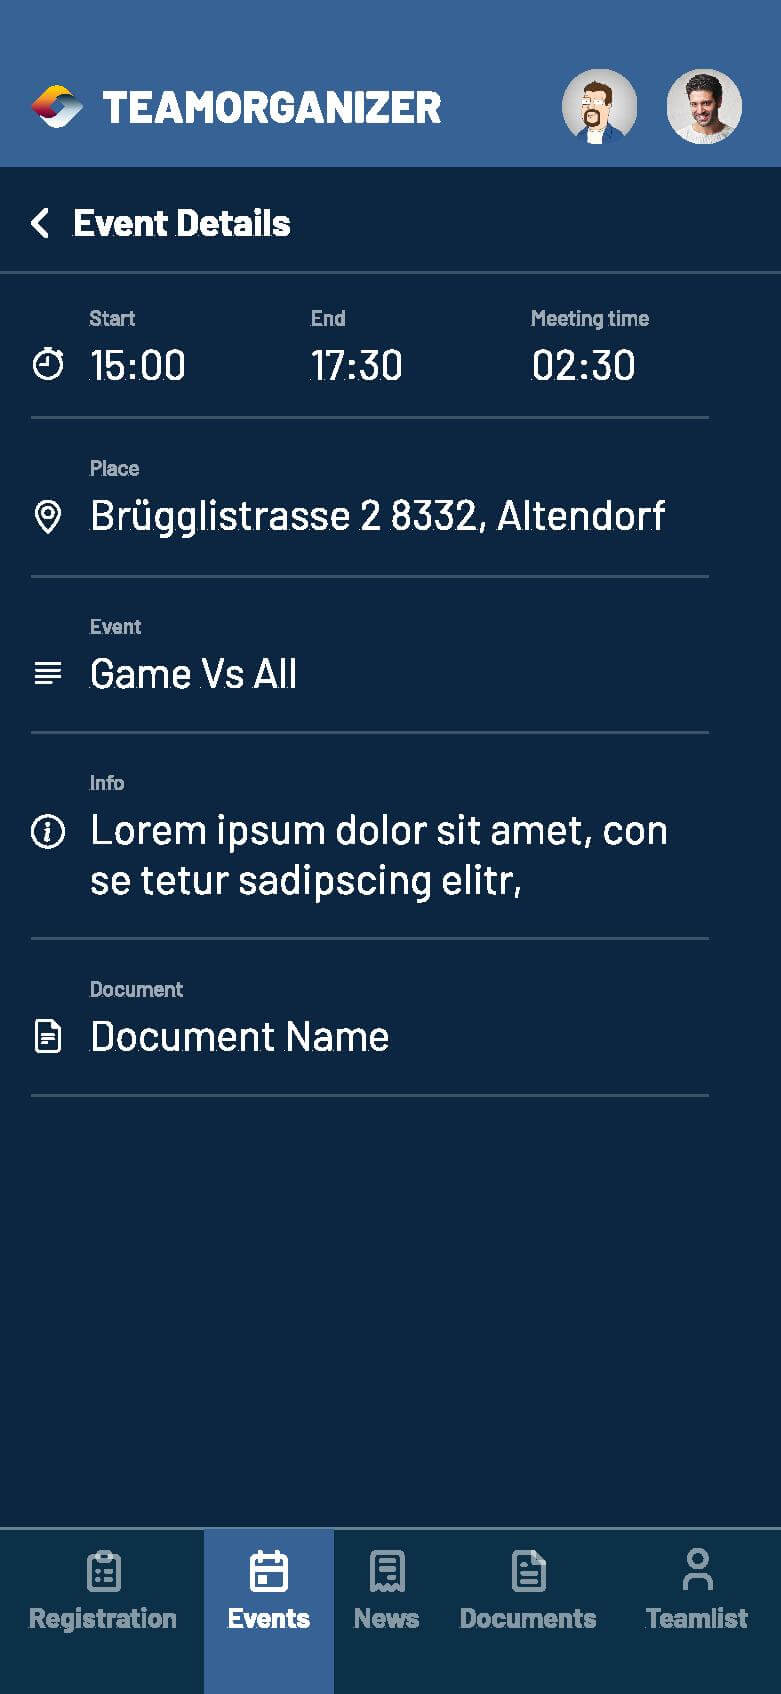 TEAMORGANIZER
Event Details
Start End Meeting time
15:00 17:30 02:30
Place
Brügglistrasse 2 8332, Altendorf
Event
Game Vs All
Info
Lorem ipsum dolor sit amet, con
se tetur sadipscing elitr,
Document
Document Name
Registration Events News Documents Teamlist